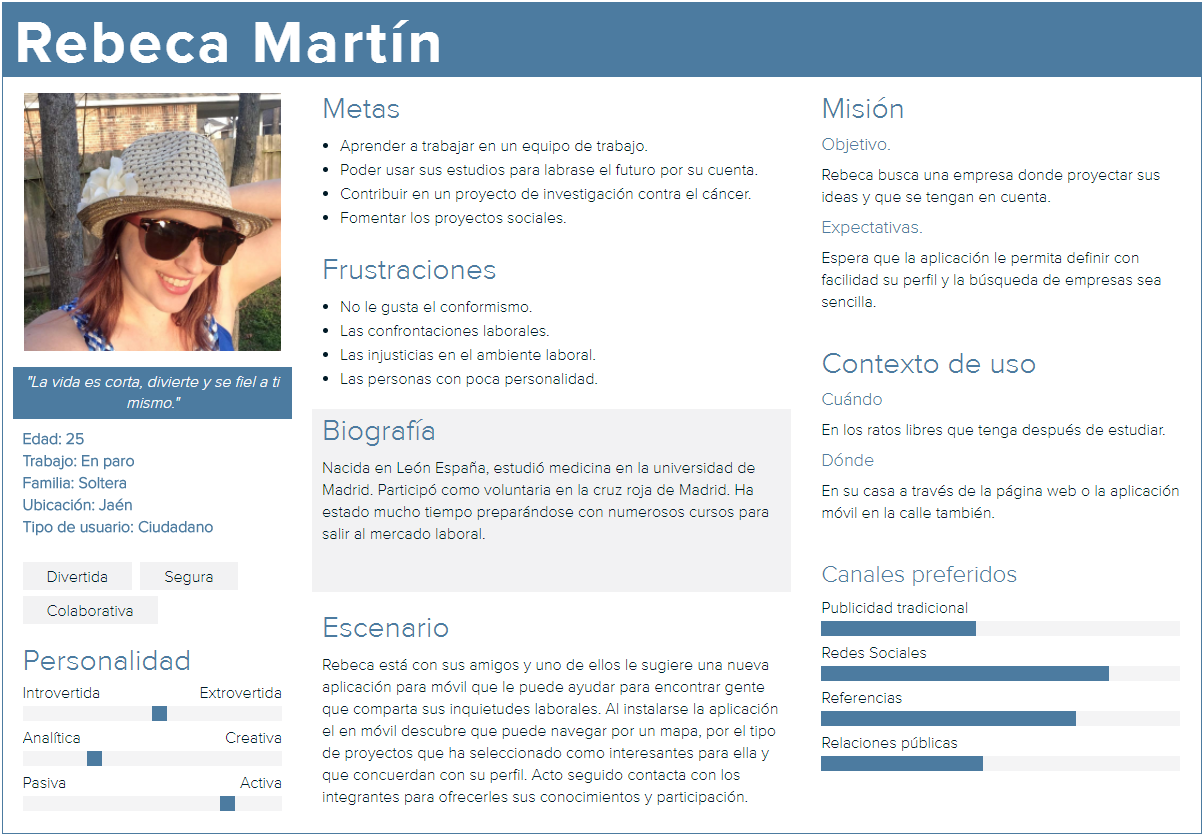 Rebeca Martín
"La vida es corta, divierte y se fiel a ti
mismo."
Edad: 25
Trabajo: En paro
Familia: Soltera
Ubicación: Jaén
Tipo de usuario: Ciudadano
Divertida Segura
Colaborativa
Personalidad
Introvertida Extrovertida
Analítica Creativa
Pasiva Activa
Metas
• Aprender a trabajar en un equipo de trabajo.
• Poder usar sus estudios para labrase el futuro por su cuenta.
• Contribuir en un proyecto de investigación contra el cáncer.
• Fomentar los proyectos sociales.
Frustraciones
• No le gusta el conformismo.
• Las confrontaciones laborales.
• Las injusticias en el ambiente laboral.
• Las personas con poca personalidad.
Biografía
Nacida en León España, estudió medicina en la universidad de
Madrid. Participó como voluntaria en la cruz roja de Madrid. Ha
estado mucho tiempo preparándose con numerosos cursos para
salir al mercado laboral.
Escenario
Rebeca está con sus amigos y uno de ellos le sugiere una nueva
aplicación para móvil que le puede ayudar para encontrar gente
que comparta sus inquietudes laborales. Al instalarse la aplicación
el en móvil descubre que puede navegar por un mapa, por el tipo
de proyectos que ha seleccionado como interesantes para ella y
que concuerdan con su perfil. Acto seguido contacta con los
integrantes para ofrecerles sus conocimientos y participación.
Misión
Objetivo.
Rebeca busca una empresa donde proyectar sus
ideas y que se tengan en cuenta.
Expectativas.
Espera que la aplicación le permita definir con
facilidad su perfil y la búsqueda de empresas sea
sencilla.
Contexto de uso
Cuándo
En los ratos libres que tenga después de estudiar.
Dónde
En su casa a través de la página web o la aplicación
móvil en la calle también.
Canales preferidos
Publicidad tradicional
Redes Sociales
Referencias
Relaciones públicas